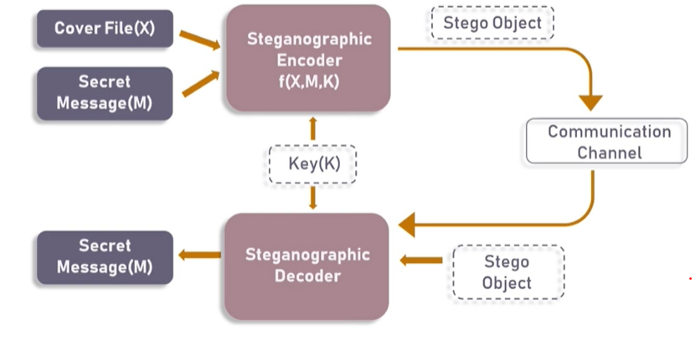 Cover File(X)
Secret
Message(M)
Steganographic
Encoder
f(X,M,K)
Stego Object
Communication
Channel
Key(K)
Secret
Message(M)
Steganographic
Decoder
Stego
Object